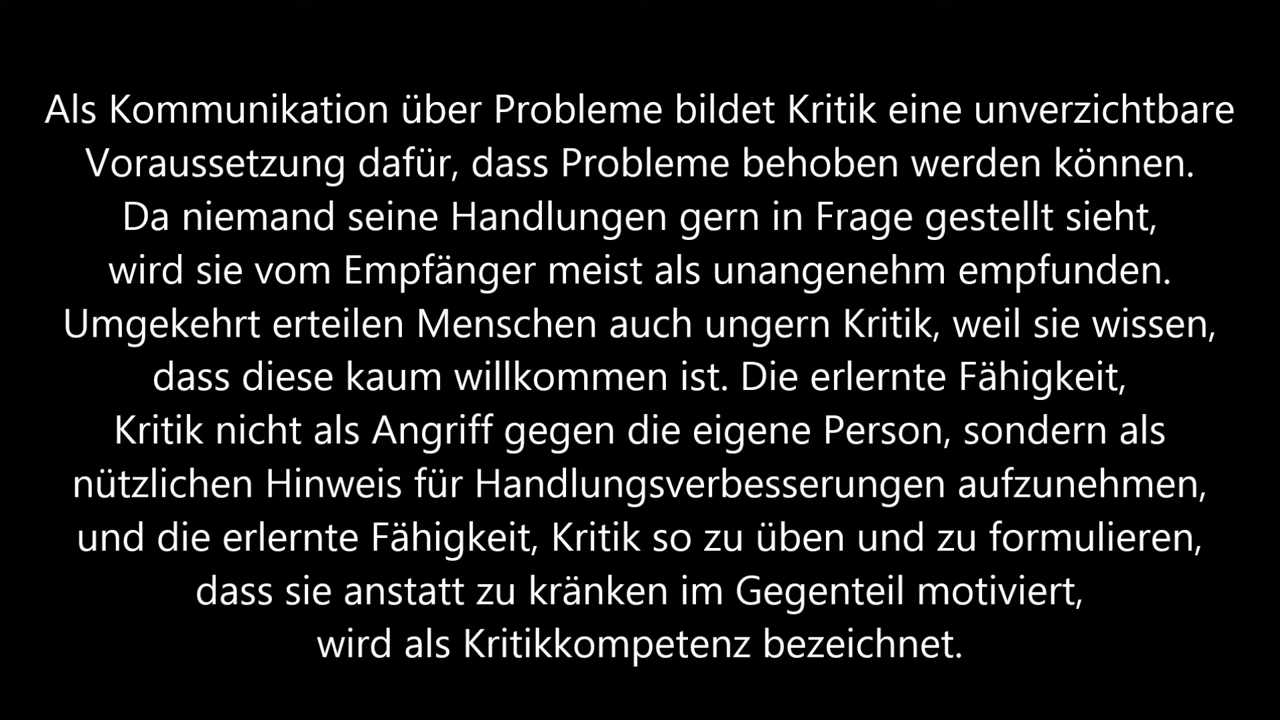 Als Kommunikation über Probleme bildet Kritik eine unverzichtbare
Voraussetzung dafür, dass Probleme behoben werden können.
Da niemand seine Handlungen gern in Frage gestellt sieht,
wird sie vom Empfänger meist als unangenehm empfunden.
Umgekehrt erteilen Menschen auch ungern Kritik, weil sie wissen,
dass diese kaum willkommen ist. Die erlernte Fähigkeit,
Kritik nicht als Angriff gegen die eigene Person, sondern als
nützlichen Hinweis für Handlungsverbesserungen aufzunehmen,
und die erlernte Fähigkeit, Kritik so zu üben und zu formulieren,
dass sie anstatt zu kränken im Gegenteil motiviert,
wird als Kritikkompetenz bezeichnet.